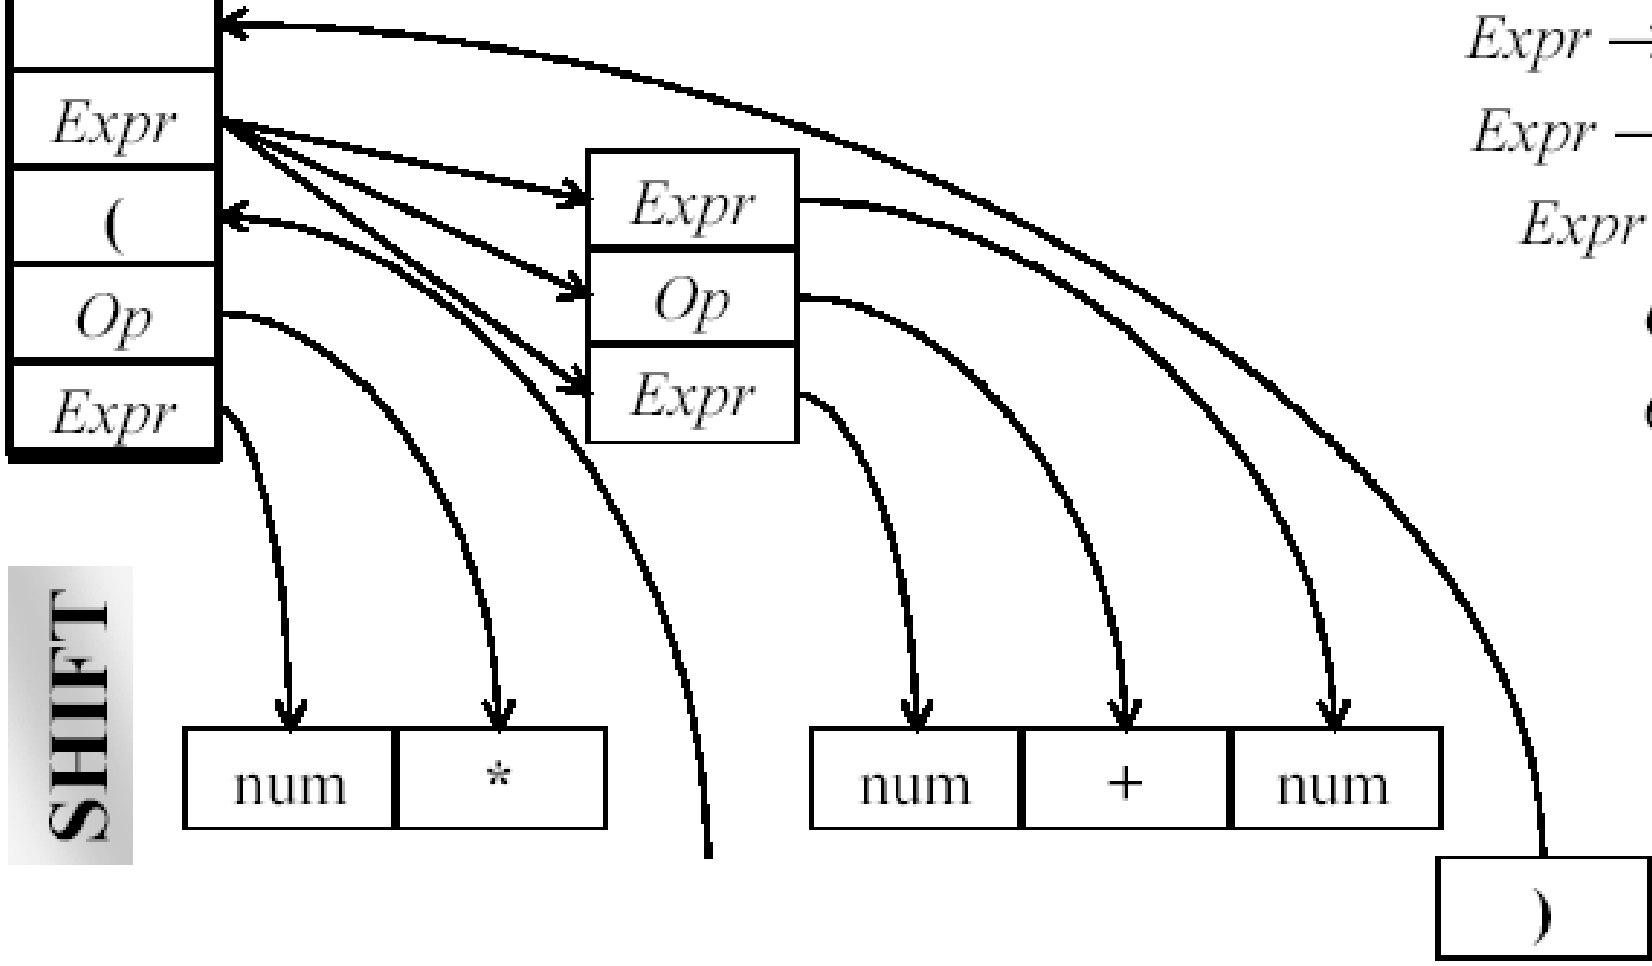 Expr →
Expr
Expr —
(
Expr
Expr
Op
Op
Expr
Expr
SHIFT
num * num + num
)